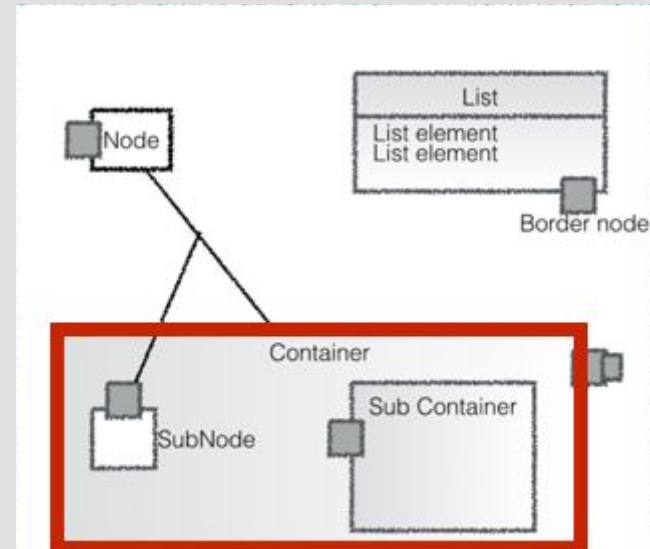 Node
List
List element
List element
Border node
Container
Sub Container
SubNode